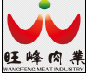 旺峰肉業
WANGFENG MEAT INDUSTRY